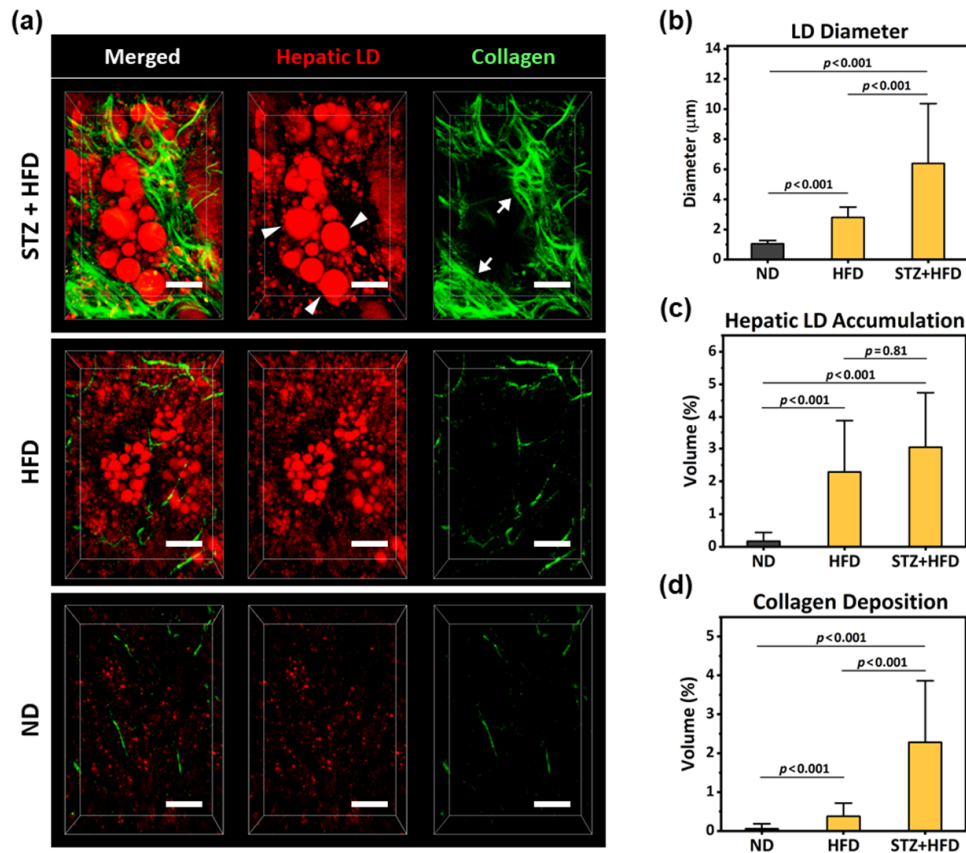 (a)
Merged Hepatic LD Collagen
STZ + HFD
HFD
ND
(b)
LD Diameter
Diameter (μm)
14
12
10
8
6
4
2
0
p < 0.001
p < 0.001
p < 0.001
ND HFD STZ+HFD
(c)
Hepatic LD Accumulation
Volume (%)
6
5
4
3
2
1
0
p = 0.81
p < 0.001
p < 0.001
ND HFD STZ+HFD
(d)
Collagen Deposition
Volume (%)
5
4
3
2
1
0
p < 0.001
p < 0.001
p < 0.001
ND HFD STZ+HFD